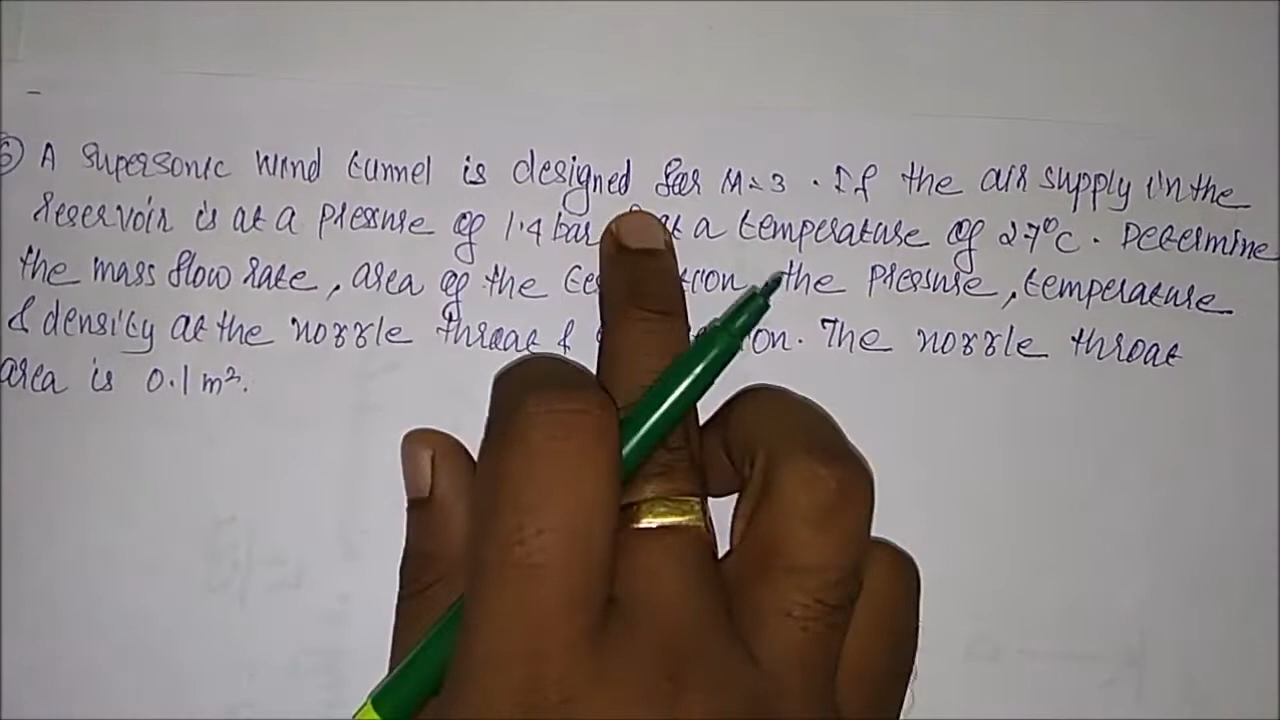 6) A supersonic wind tunnel is designed for M = 3 . If the air supply in the
reservoir is at a pressure of 1.4 bar at a temperature of 27°C . Determine
the mass flow rate , area of the the pressure , temperature
& density at the nozzle throat & The nozzle throat
area is 0.1 m².